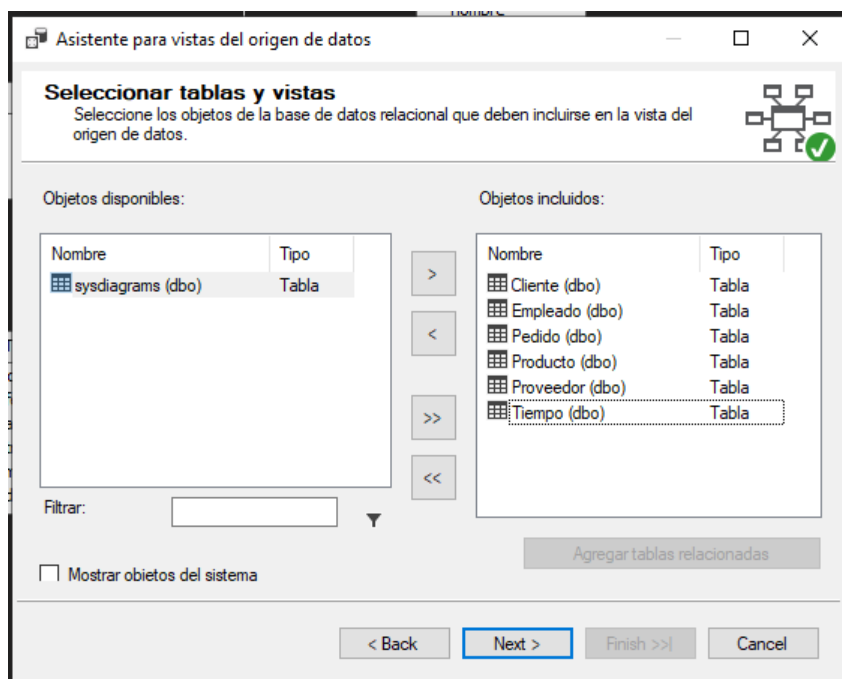 nombre
Asistente para vistas del origen de datos
Seleccionar tablas y vistas
Seleccione los objetos de la base de datos relacional que deben incluirse en la vista del
origen de datos.
Objetos disponibles:
Nombre Tipo
sysdiagrams (dbo) Tabla
Filtrar:
Mostrar objetos del sistema
>
<
>>
<<
Objetos incluidos:
Nombre Tipo
Cliente (dbo) Tabla
Empleado (dbo) Tabla
Pedido (dbo) Tabla
Producto (dbo) Tabla
Proveedor (dbo) Tabla
Tiempo (dbo) Tabla
Agregar tablas relacionadas
< Back Next > Finish >>| Cancel